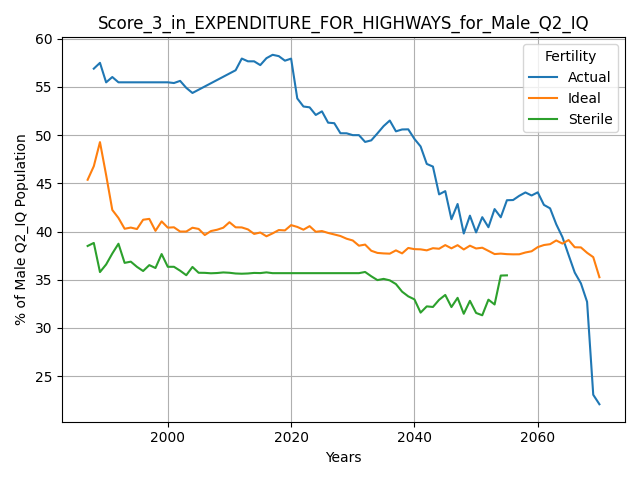 Score_3_in_EXPENDITURE_FOR_HIGHWAYS_for_Male_Q2_IQ
% of Male Q2_IQ Population
60
55
50
45
40
35
30
25
Fertility
Actual
Ideal
Sterile
2000
2020
2040
2060
Years